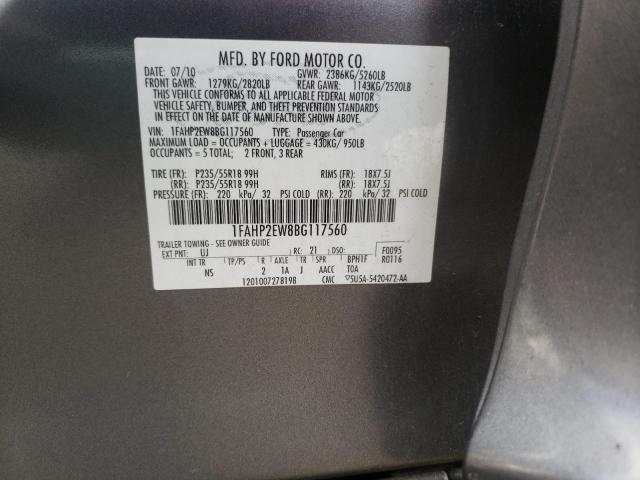 MFD. BY FORD MOTOR CO.
DATE: 07/10 GVWR: 2386KG/5260LB
FRONT GAWR: 1279KG/2820LB REAR GAWR: 1143KG/2520LB
THIS VEHICLE CONFORMS TO ALL APPLICABLE FEDERAL MOTOR
VEHICLE SAFETY, BUMPER, AND THEFT PREVENTION STANDARDS
IN EFFECT ON THE DATE OF MANUFACTURE SHOWN ABOVE.
VIN: 1FAHP2EW8BG117560 TYPE: Passenger Car
MAXIMUM LOAD = OCCUPANTS + LUGGAGE = 430KG/ 950LB
OCCUPANTS = 5 TOTAL; 2 FRONT, 3 REAR
TIRE (FR): P235/55R18 99H RIMS (FR): 18X7.5J
(RR): P235/55R18 99H (RR): 18X7.5J
PRESSURE (FR): 220 kPa/ 32 PSI COLD (RR): 220 kPa/ 32 PSI COLD
1FAHP2EW8BG117560
TRAILER TOWING - SEE OWNER GUIDE
EXT PNT: UJ RC: 21 DSO: F0095
INT TR TP/PS R AXLE TR SPR BPH1F R0116
NS 2 1A J AACC TOA
12010072781​9B CMC 5U5A-5420472-AA